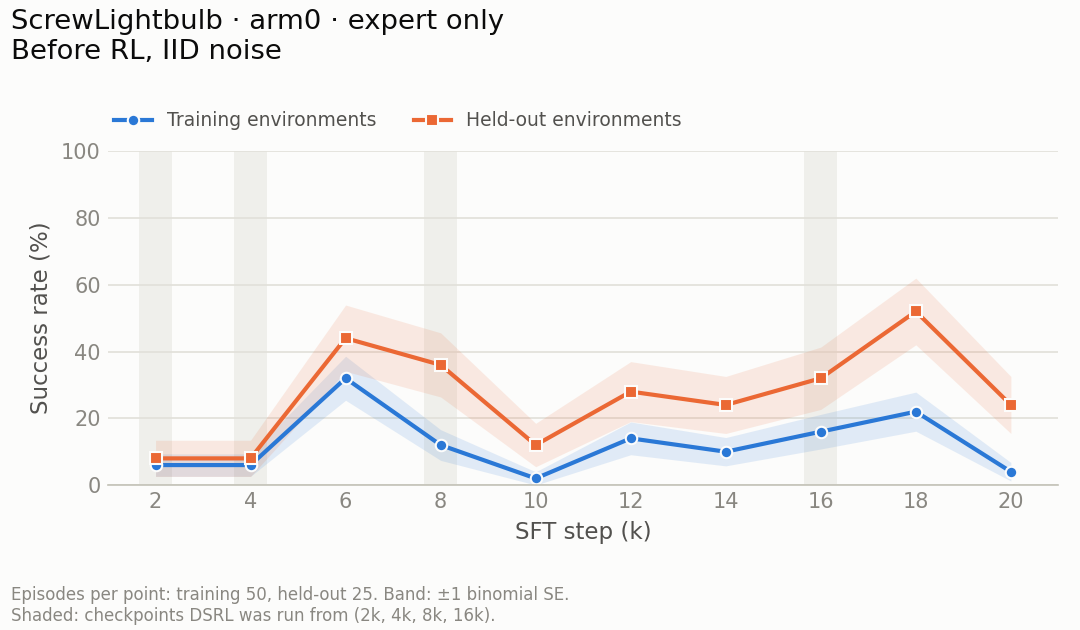 ScrewLightbulb · arm0 · expert only
Before RL, IID noise
Training environments
Held-out environments
100
80
60
40
20
0
Success rate (%)
2
4
6
8
10
12
14
16
18
20
SFT step (k)
Episodes per point: training 50, held-out 25. Band: ±1 binomial SE.
Shaded: checkpoints DSRL was run from (2k, 4k, 8k, 16k).